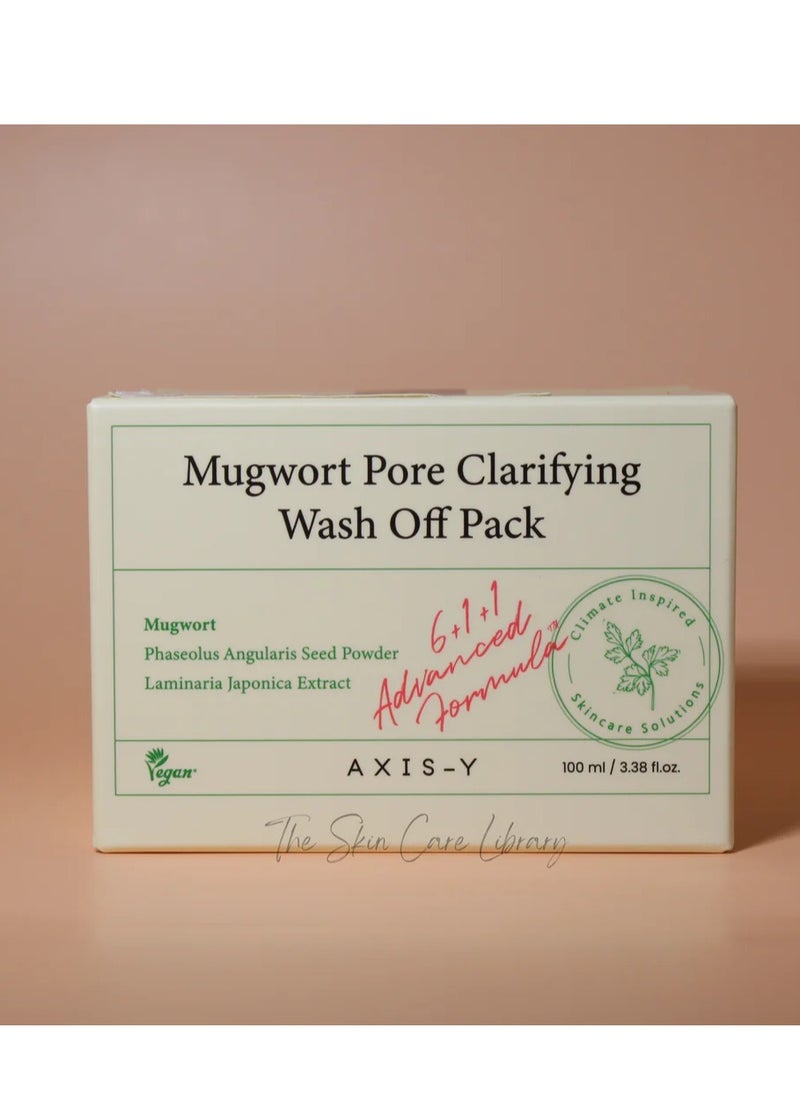 Mugwort Pore Clarifying
Wash Off Pack
Mugwort
Phaseolus Angularis Seed Powder
Laminaria Japonica Extract
6+1+1
Advanced
Formula™
Climate Inspired
Skincare Solutions
Vegan
AXIS-Y
100 ml / 3.38 fl.oz.
The Skin Care Library